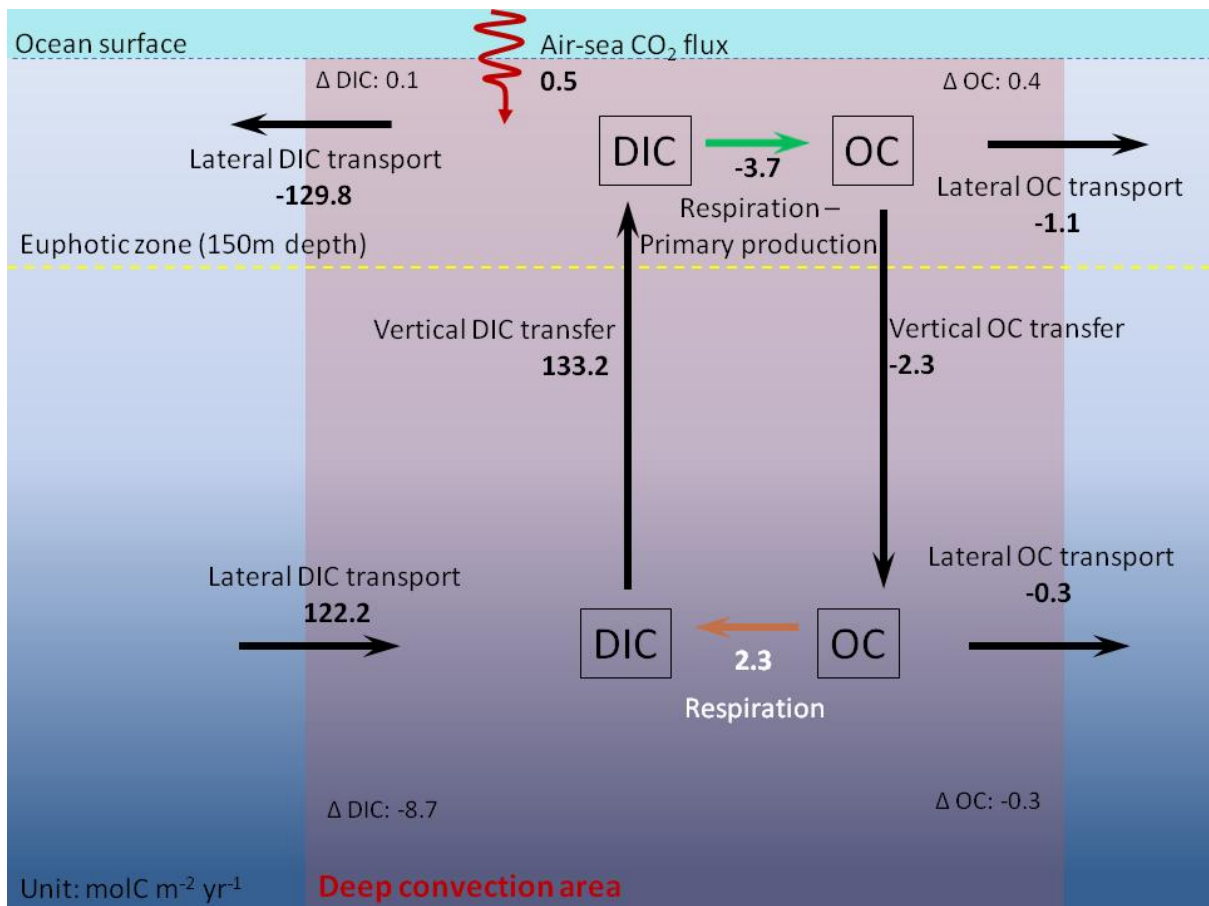 Ocean surface
Air-sea CO₂ flux
0.5
Δ DIC: 0.1
Δ OC: 0.4
Lateral DIC transport
-129.8
DIC
-3.7
OC
Respiration –
Primary production
Lateral OC transport
-1.1
Euphotic zone (150m depth)
Vertical DIC transfer
133.2
Vertical OC transfer
-2.3
Lateral DIC transport
122.2
DIC
2.3
OC
Respiration
Lateral OC transport
-0.3
Δ DIC: -8.7
Δ OC: -0.3
Unit: molC m⁻² yr⁻¹
Deep convection area